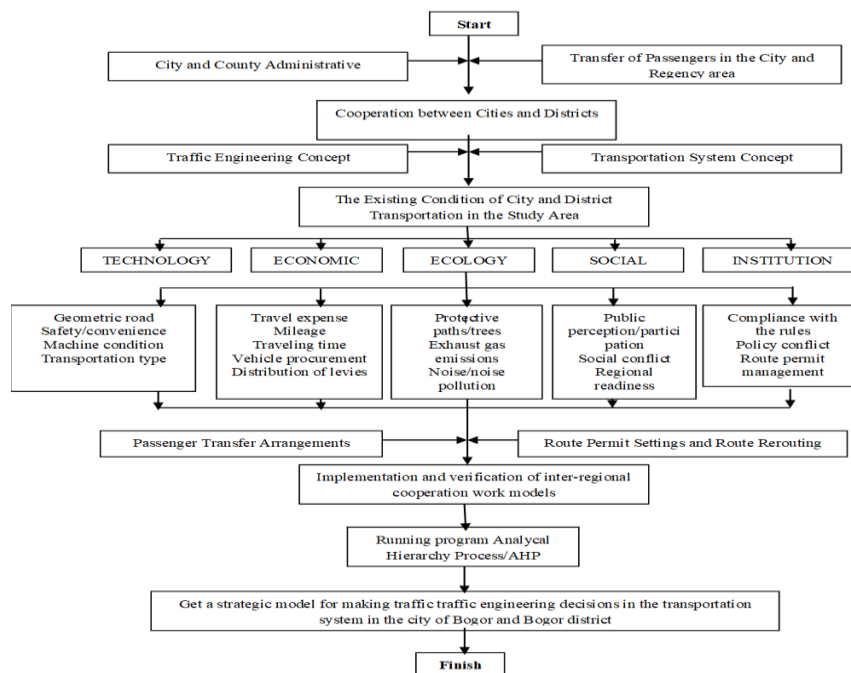 Start
City and County Administrative
Transfer of Passengers in the City and
Regency area
Cooperation between Cities and Districts
Traffic Engineering Concept
Transportation System Concept
The Existing Condition of City and District
Transportation in the Study Area
TECHNOLOGY
ECONOMIC
ECOLOGY
SOCIAL
INSTITUTION
Geometric road
Safety/convenience
Machine condition
Transportation type
Travel expense
Mileage
Traveling time
Vehicle procurement
Distribution of levies
Protective
paths/trees
Exhaust gas
emissions
Noise/noise
pollution
Public
perception/partici
pation
Social conflict
Regional
readiness
Compliance with
the rules
Policy conflict
Route permit
management
Passenger Transfer Arrangements
Route Permit Settings and Route Rerouting
Implementation and verification of inter-regional
cooperation work models
Running program Analycal
Hierarchy Process/AHP
Get a strategic model for making traffic traffic engineering decisions in the transportation
system in the city of Bogor and Bogor district
Finish